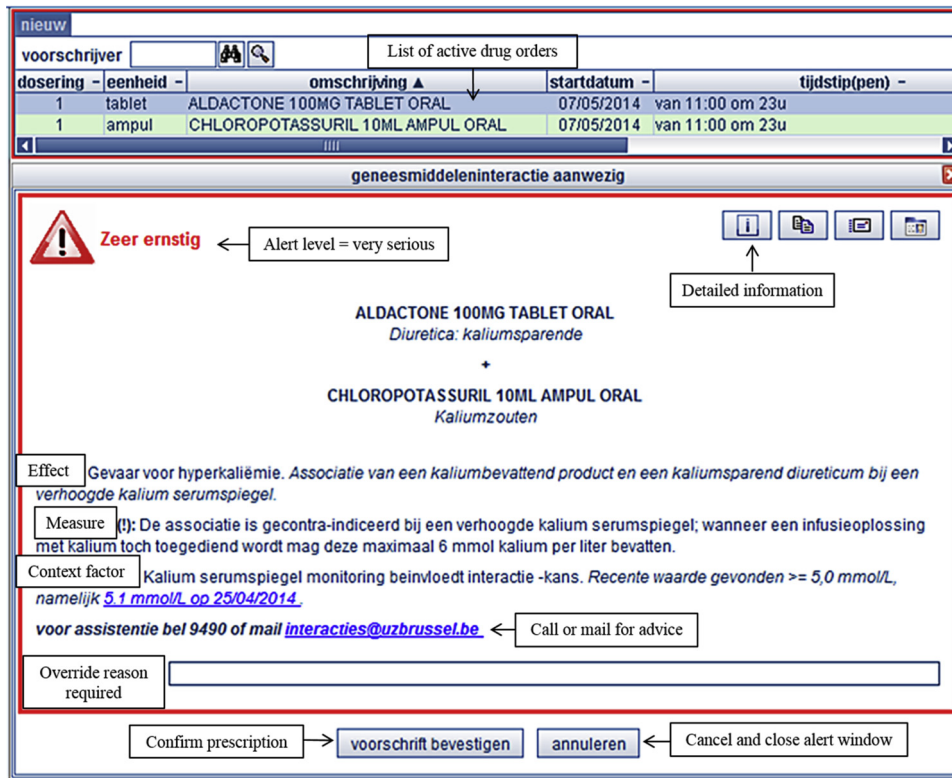 nieuw
voorschrijver
List of active drug orders
dosering – eenheid – omschrijving ▲ startdatum – tijdstip(pen) –
1 tablet ALDACTONE 100MG TABLET ORAL 07/05/2014 van 11:00 om 23u
1 ampul CHLOROPOTASSURIL 10ML AMPUL ORAL 07/05/2014 van 11:00 om 23u
geneesmiddeleninteractie aanwezig
Zeer ernstig
Alert level = very serious
Detailed information
ALDACTONE 100MG TABLET ORAL
Diuretica: kaliumsparende
+
CHLOROPOTASSURIL 10ML AMPUL ORAL
Kaliumzouten
Effect Gevaar voor hyperkaliëmie. Associatie van een kaliumbevattend product en een kaliumsparend diureticum bij een
verhoogde kalium serumspiegel.
Measure (!): De associatie is gecontra-indiceerd bij een verhoogde kalium serumspiegel; wanneer een infusieoplossing
met kalium toch toegediend wordt mag deze maximaal 6 mmol kalium per liter bevatten.
Context factor Kalium serumspiegel monitoring beinvloedt interactie -kans. Recente waarde gevonden >= 5,0 mmol/L,
namelijk 5.1 mmol/L op 25/04/2014 .
voor assistentie bel 9490 of mail interacties@uzbrussel.be
Call or mail for advice
Override reason
required
Confirm prescription
voorschrift bevestigen
annuleren
Cancel and close alert window